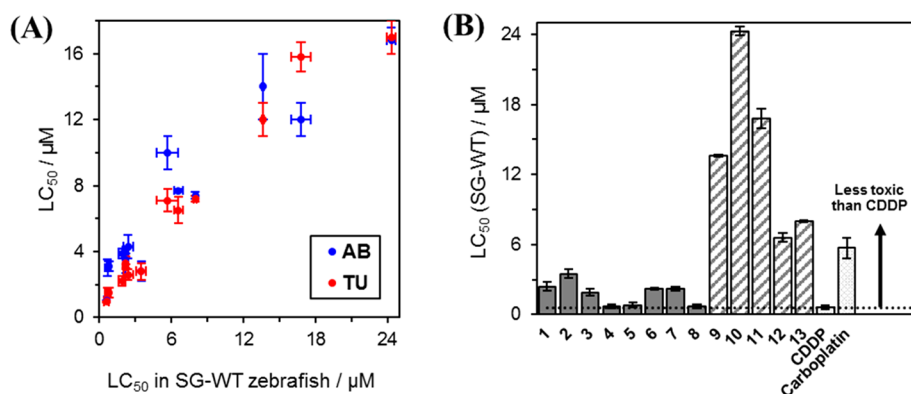 (A)
LC50 / µM
16
12
8
4
0
AB
TU
0
6
12
18
24
LC50 in SG-WT zebrafish / µM
(B)
LC50 (SG-WT) / µM
24
18
12
6
0
Less toxic
than CDDP
1
2
3
4
5
6
7
8
9
10
11
12
13
CDDP
Carboplatin